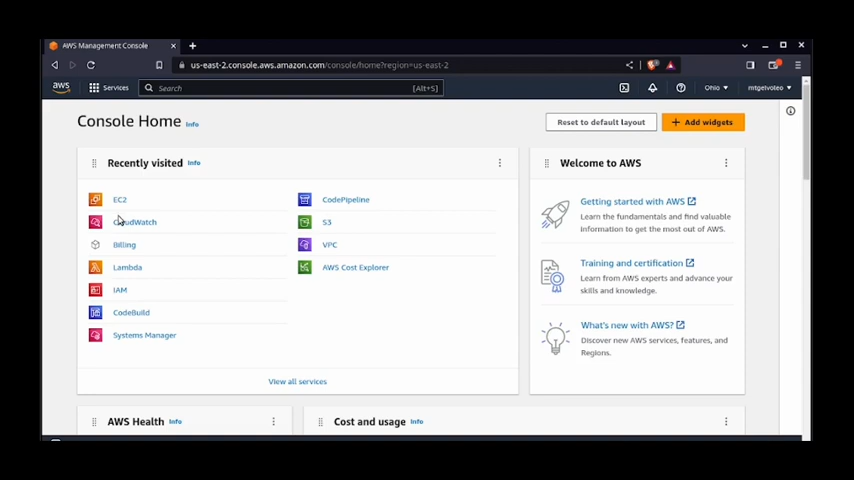 AWS Management Console
us-east-2.console.aws.amazon.com/console/home?region=us-east-2
aws
Services
Search
[Alt+S]
Ohio
mtgetvoteo
Console Home
Info
Reset to default layout
Add widgets
Recently visited
Info
EC2
CloudWatch
Billing
Lambda
IAM
CodeBuild
Systems Manager
CodePipeline
S3
VPC
AWS Cost Explorer
View all services
Welcome to AWS
Getting started with AWS
Learn the fundamentals and find valuable
information to get the most out of AWS.
Training and certification
Learn from AWS experts and advance your
skills and knowledge.
What's new with AWS?
Discover new AWS services, features, and
Regions.
AWS Health
Info
Cost and usage
Info